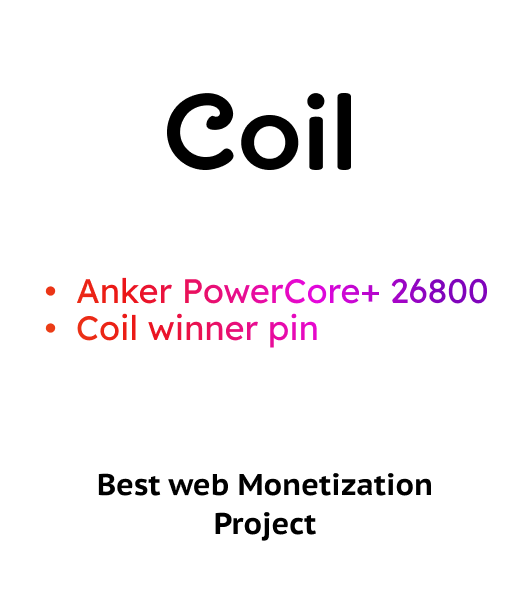 Coil
• Anker PowerCore+ 26800
• Coil winner pin
Best web Monetization
Project